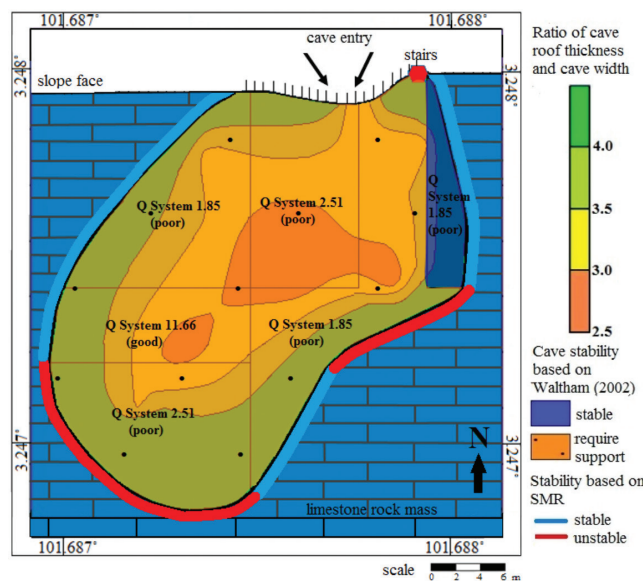 101.687°
101.688°
Ratio of cave
roof thickness
and cave width
cave entry
stairs
3.248°
slope face
3.248°
4.0
3.5
3.0
2.5
Q System 1.85
(poor)
Q System 2.51
(poor)
Q
System
1.85
(poor)
Q System 11.66
(good)
Q System 1.85
(poor)
Q System 2.51
(poor)
Cave stability
based on
Waltham (2002)
stable
require
support
Stability based on
SMR
stable
unstable
3.247°
3.247°
N
limestone rock mass
101.687°
101.688°
scale
0 2 4 6 m